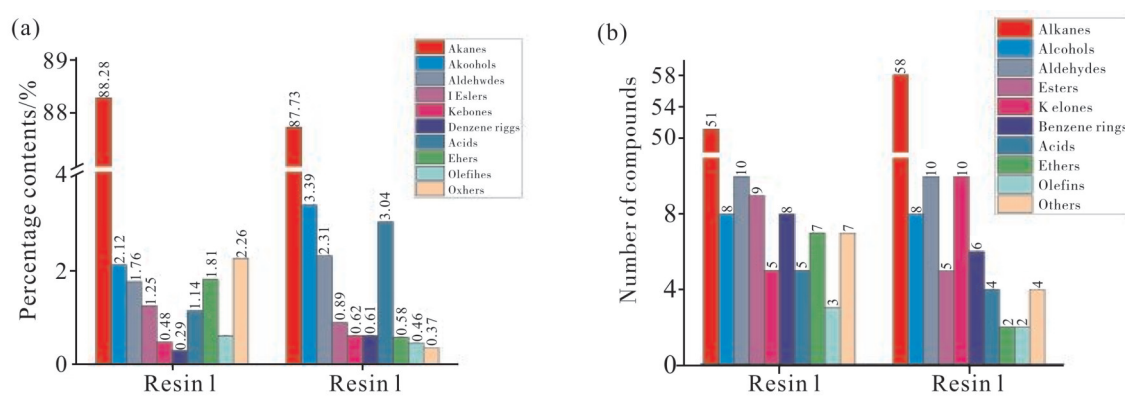 (a)
Percentage contents/%
89
88
4
2
0
88.28
2.12
1.76
1.25
0.48
0.29
1.14
1.81
2.26
87.73
3.39
2.31
0.89
0.62
0.61
3.04
0.58
0.46
0.37
Resin 1
Resin 1
Akanes
Akoohols
Aldehwdes
I Eslers
Kebones
Denzene riggs
Acids
Ehers
Olefihes
Oxhers
(b)
Number of compounds
58
54
50
8
4
0
51
8
10
9
5
8
5
7
3
7
58
8
10
5
10
6
4
2
2
4
Resin 1
Resin 1
Alkanes
Alcohols
Aldehydes
Esters
K elones
Benzene rings
Acids
Ethers
Olefins
Others